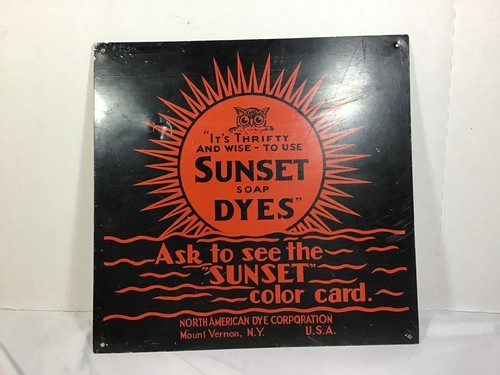 "It's Thrifty
and wise - to use
Sunset
SOAP
DYES"
Ask to see the
"SUNSET"
color card.
NORTH AMERICAN DYE CORPORATION
Mount Vernon, N.Y. U.S.A.